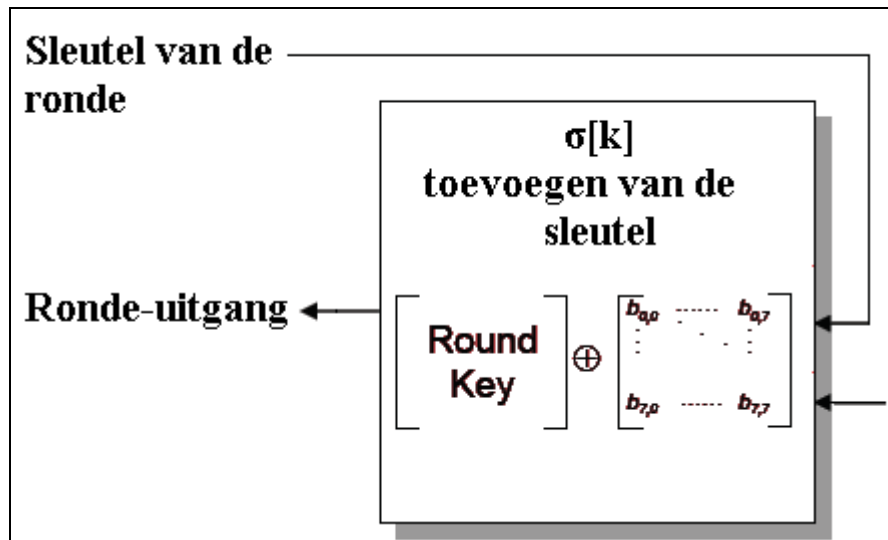 Sleutel van de
ronde
σ[k]
toevoegen van de
sleutel
Ronde-uitgang
Round
Key
⊕
b0,0 ------ b0,7
b7,0 ------ b7,7